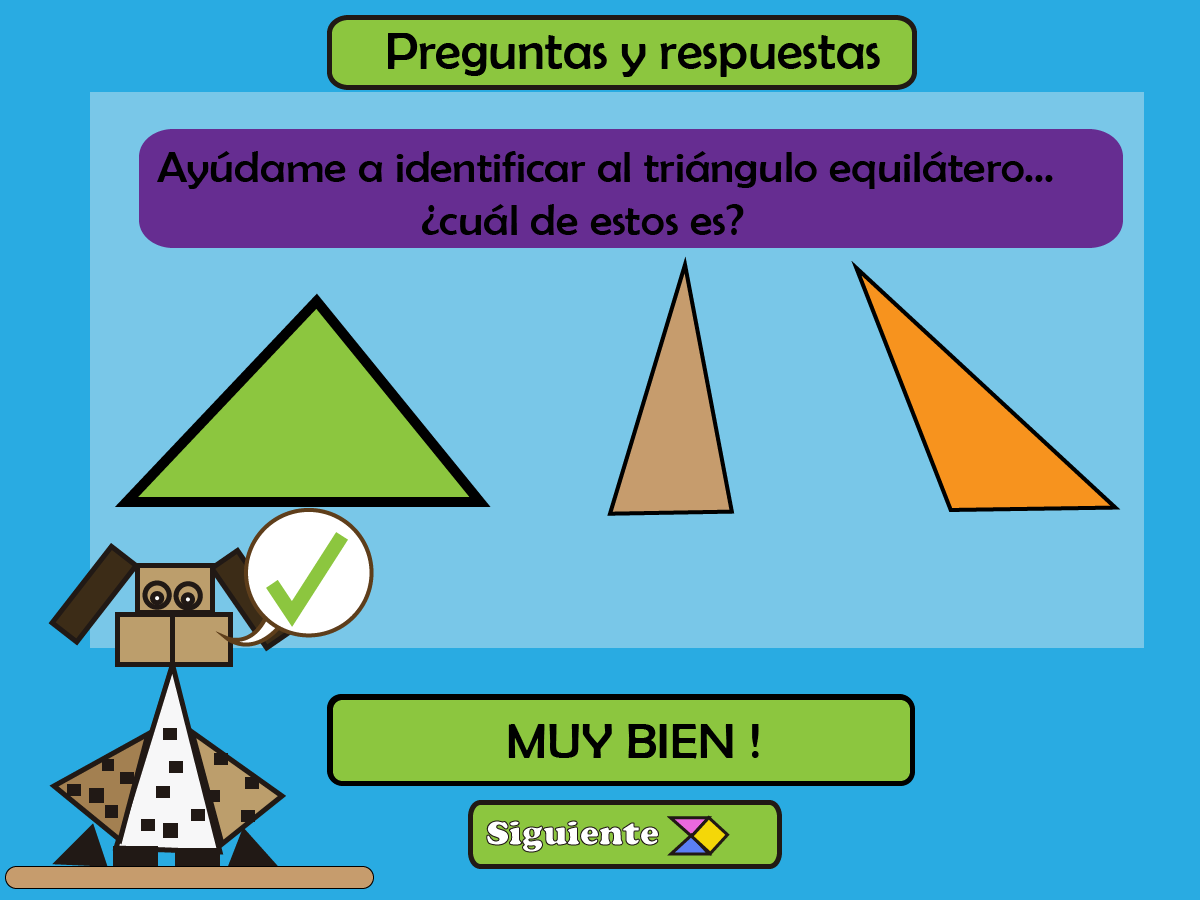 Preguntas y respuestas
Ayúdame a identificar al triángulo equilátero...
¿cuál de estos es?
MUY BIEN !
Siguiente